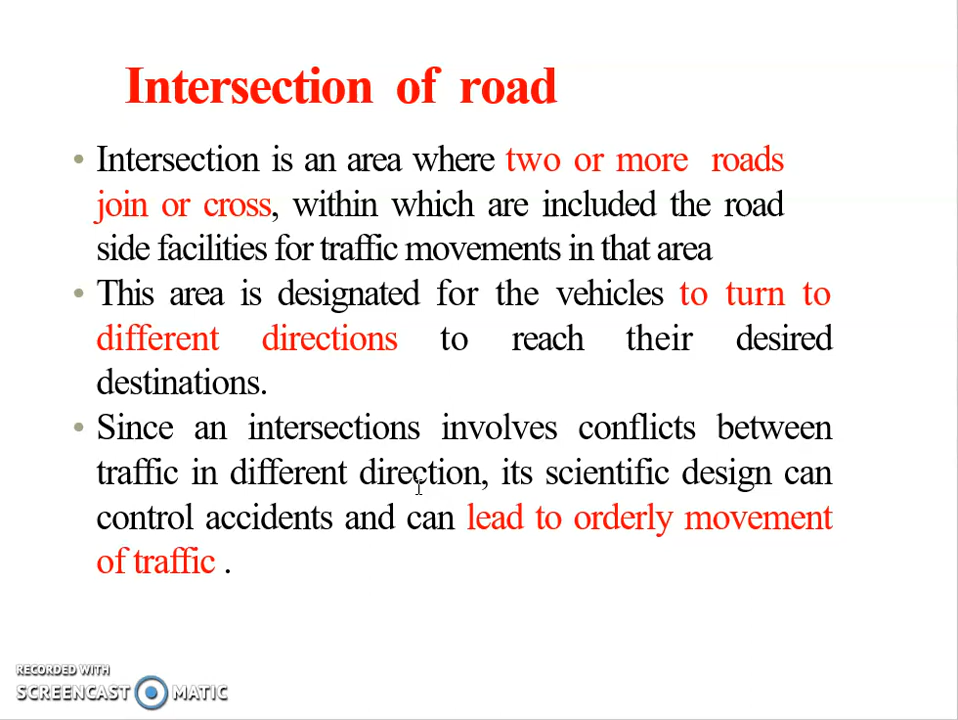 Intersection of road
• Intersection is an area where two or more roads
join or cross, within which are included the road
side facilities for traffic movements in that area
• This area is designated for the vehicles to turn to
different directions to reach their desired
destinations.
• Since an intersections involves conflicts between
traffic in different direction, its scientific design can
control accidents and can lead to orderly movement
of traffic .
RECORDED WITH
SCREENCAST MATIC